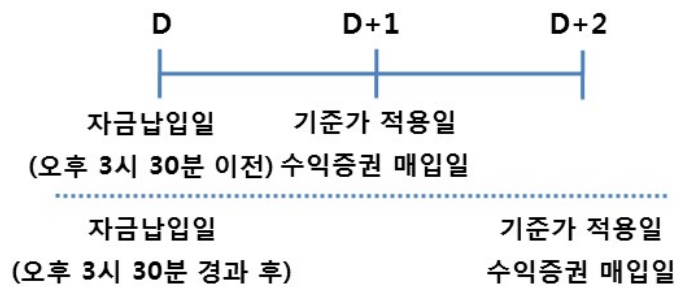 D D+1 D+2
자금납입일 기준가 적용일
(오후 3시 30분 이전) 수익증권 매입일
자금납입일 기준가 적용일
(오후 3시 30분 경과 후) 수익증권 매입일